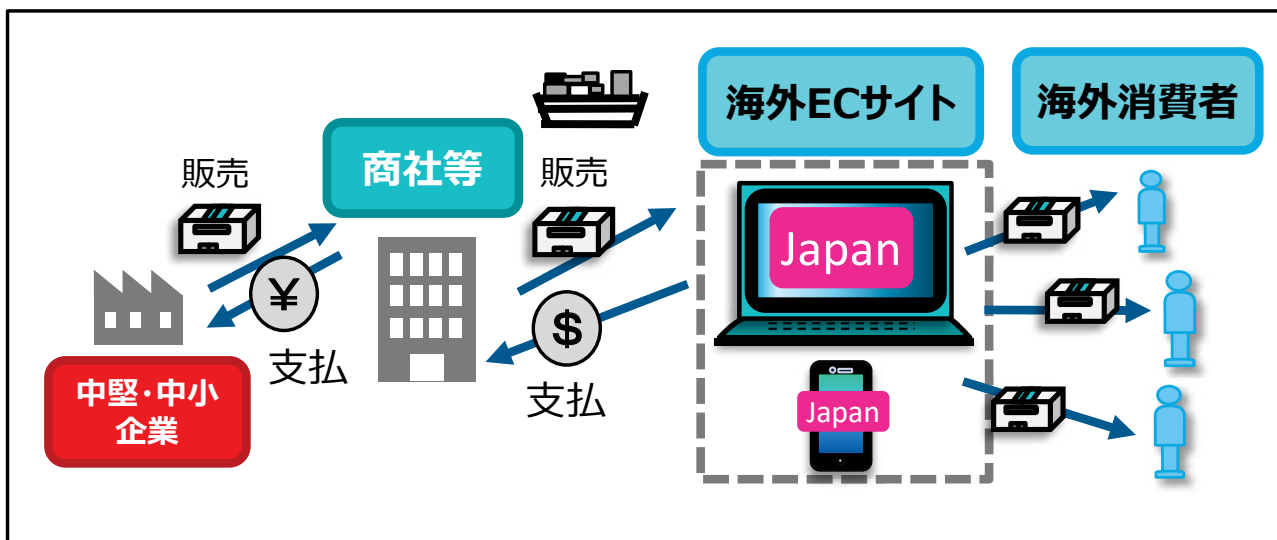 海外ECサイト
海外消費者
商社等
販売
販売
Japan
¥
$
支払
支払
Japan
中堅・中小
企業